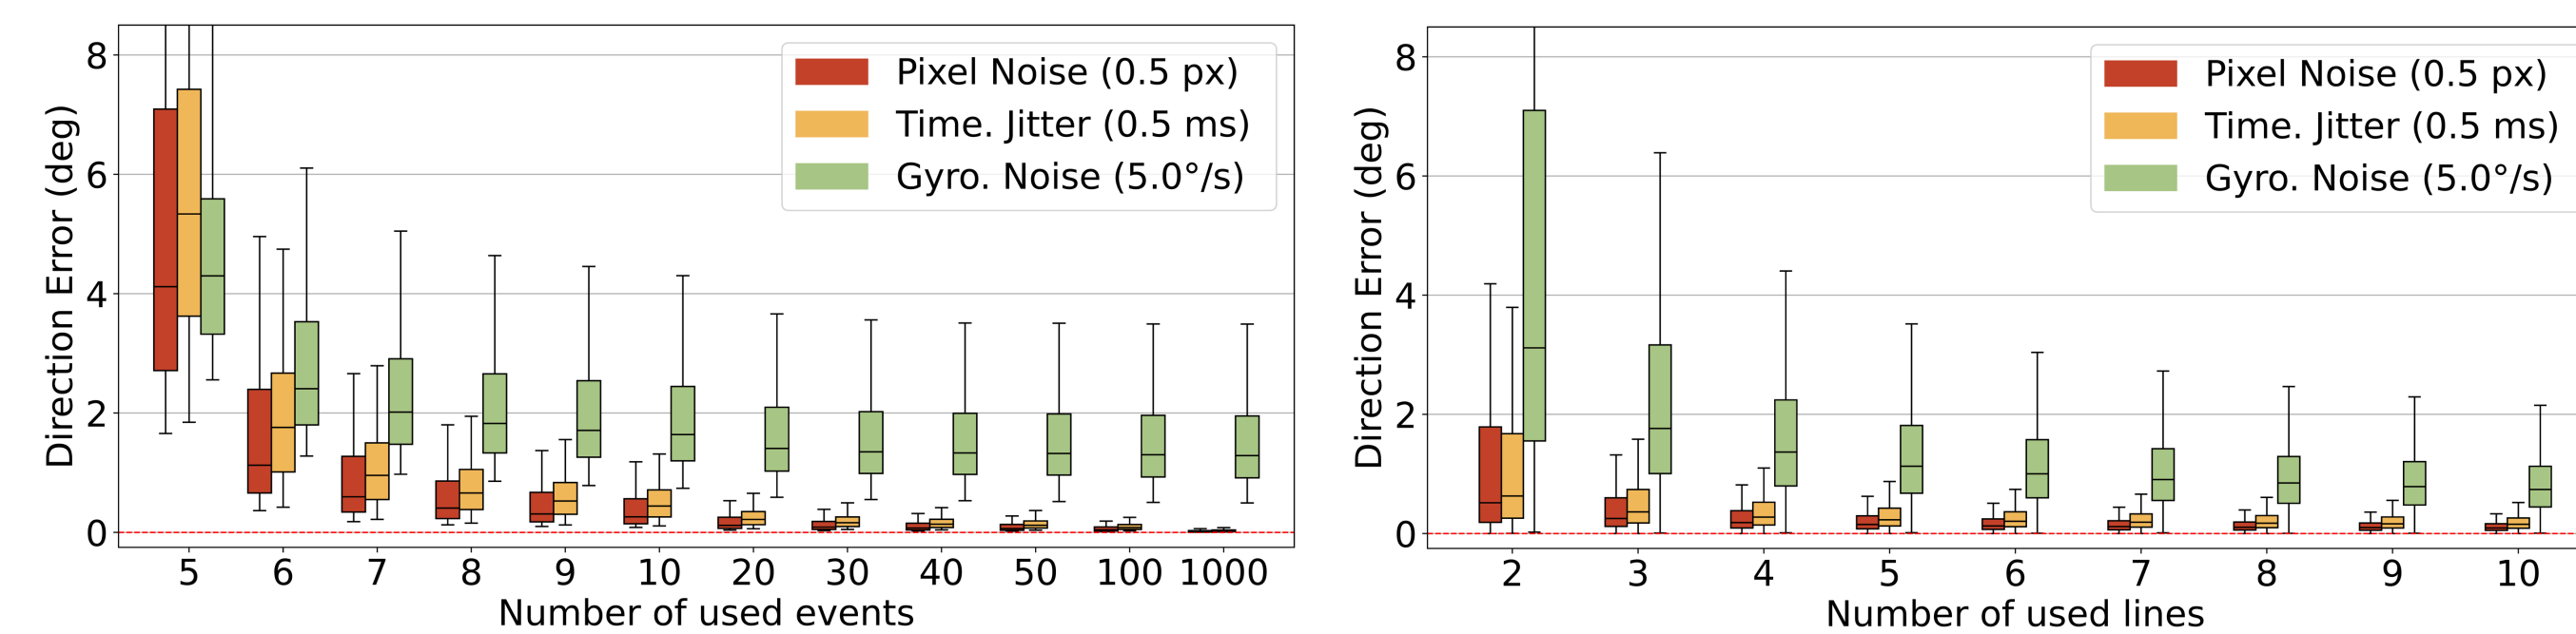 Direction Error (deg)
8
6
4
2
0
Pixel Noise (0.5 px)
Time. Jitter (0.5 ms)
Gyro. Noise (5.0°/s)
5 6 7 8 9 10 20 30 40 50 100 1000
Number of used events
Direction Error (deg)
8
6
4
2
0
Pixel Noise (0.5 px)
Time. Jitter (0.5 ms)
Gyro. Noise (5.0°/s)
2 3 4 5 6 7 8 9 10
Number of used lines